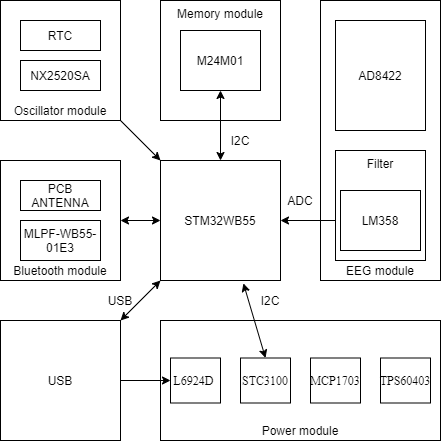 RTC
NX2520SA
Oscillator module
Memory module
M24M01
I2C
AD8422
Filter
LM358
EEG module
PCB
ANTENNA
MLPF-WB55-
01E3
Bluetooth module
STM32WB55
ADC
USB
I2C
USB
L6924D
STC3100
MCP1703
TPS60403
Power module